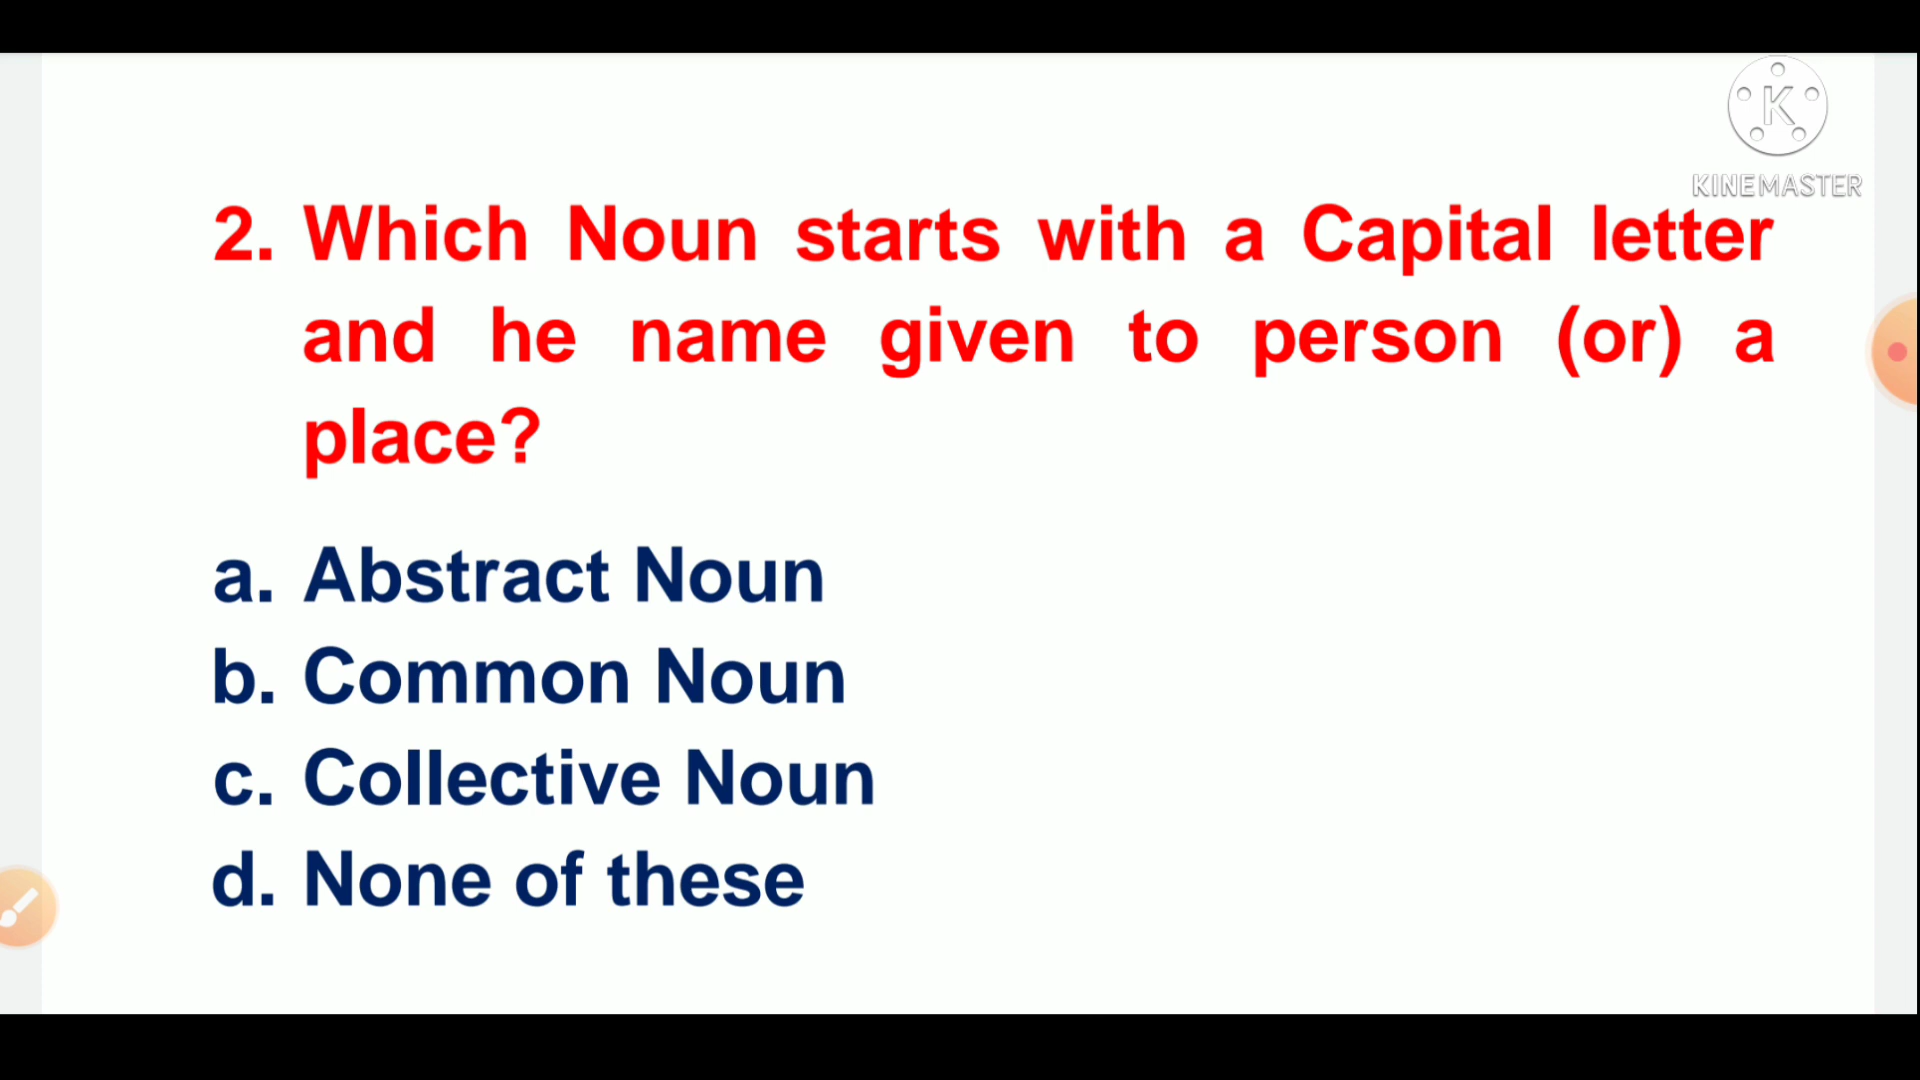 K
KINEMASTER
2. Which Noun starts with a Capital letter
and he name given to person (or) a
place?
a. Abstract Noun
b. Common Noun
c. Collective Noun
d. None of these